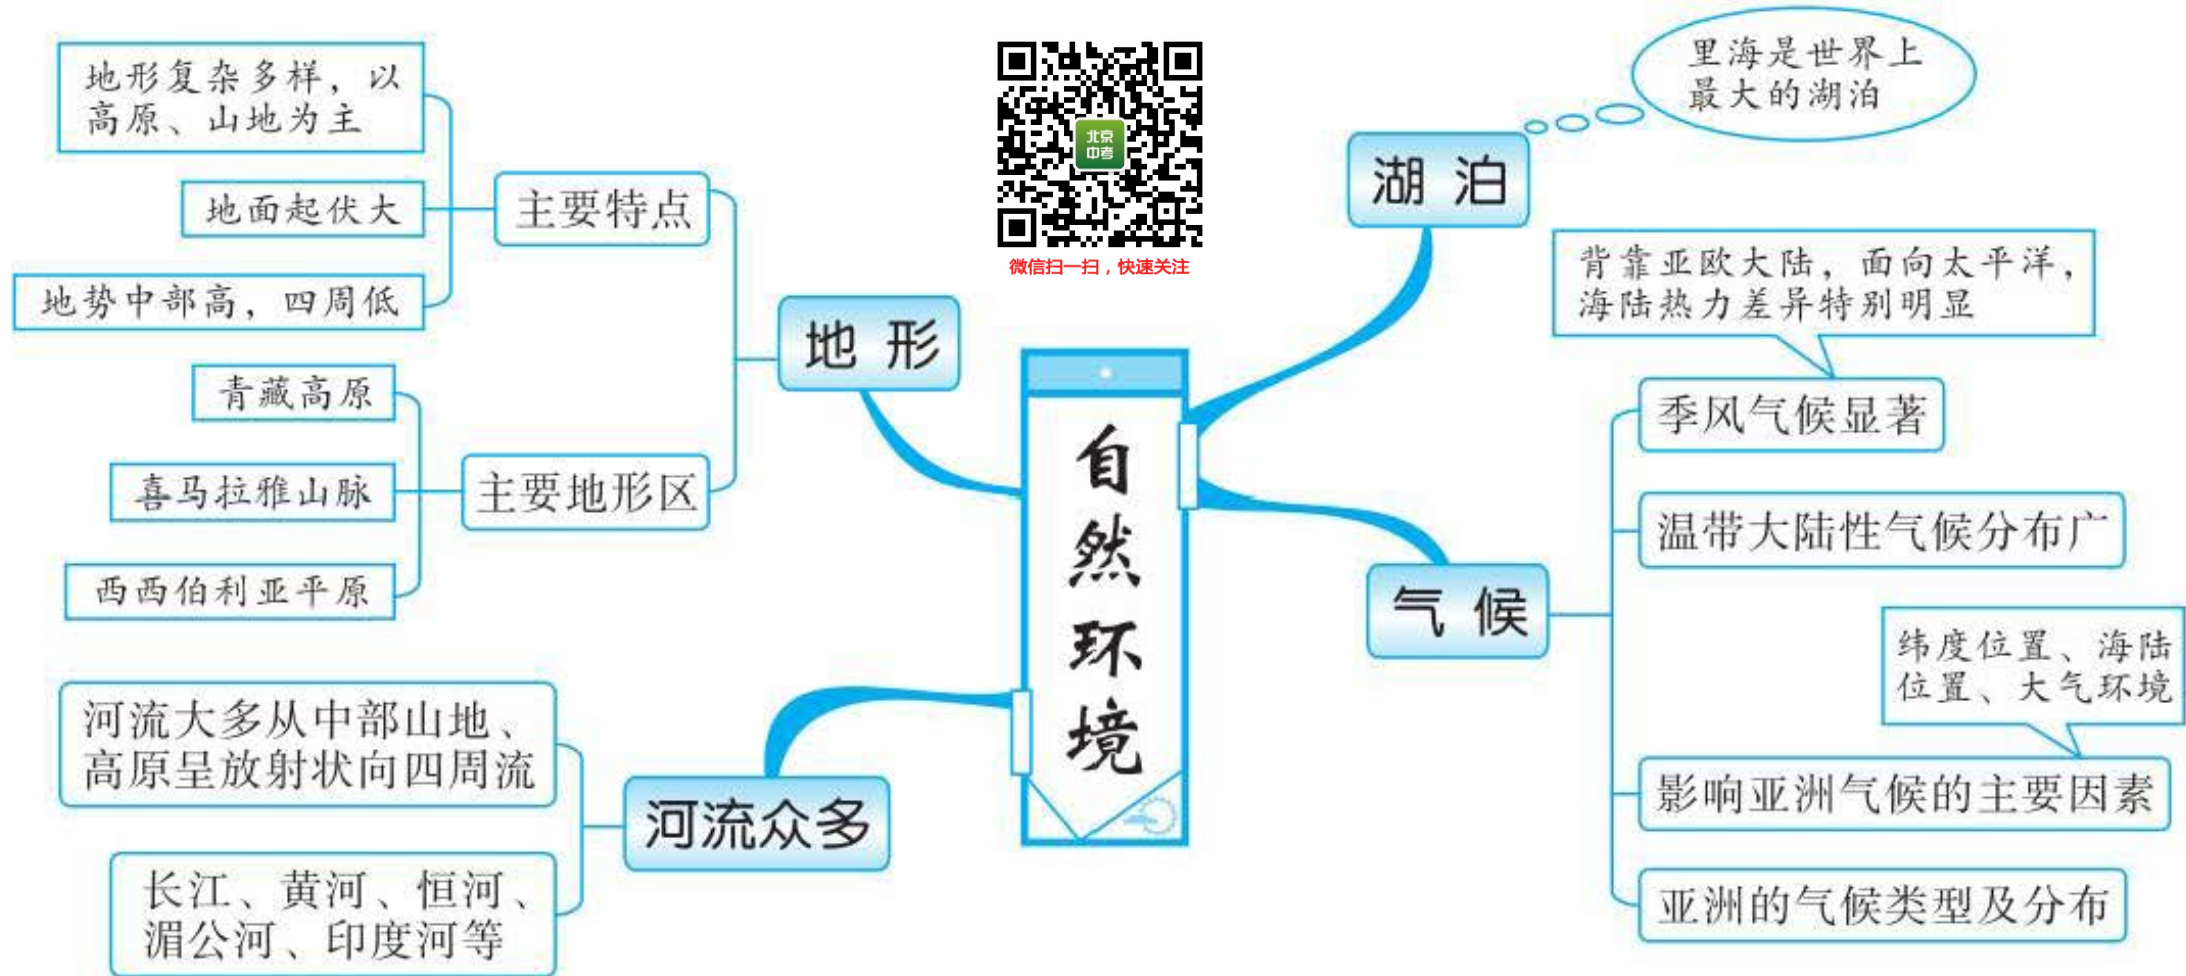 地形复杂多样，以
高原、山地为主
地面起伏大
地势中部高，四周低
主要特点
青藏高原
喜马拉雅山脉
西西伯利亚平原
主要地形区
地形
河流大多从中部山地、
高原呈放射状向四周流
长江、黄河、恒河、
湄公河、印度河等
河流众多
北京
中考
微信扫一扫，快速关注
自然环境
里海是世界上
最大的湖泊
湖泊
背靠亚欧大陆，面向太平洋，
海陆热力差异特别明显
季风气候显著
温带大陆性气候分布广
气候
纬度位置、海陆
位置、大气环境
影响亚洲气候的主要因素
亚洲的气候类型及分布